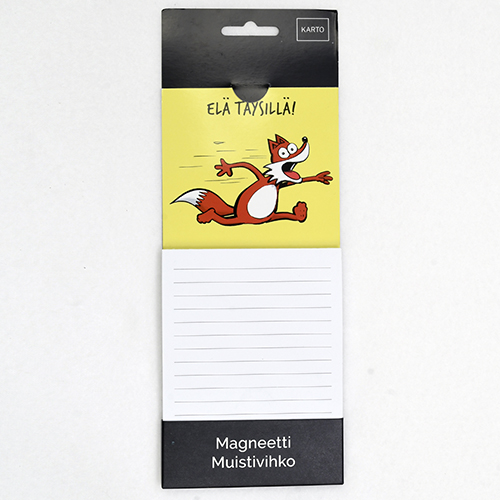 KARTO
ELÄ TÄYSILLÄ!
Magneetti
Muistivihko